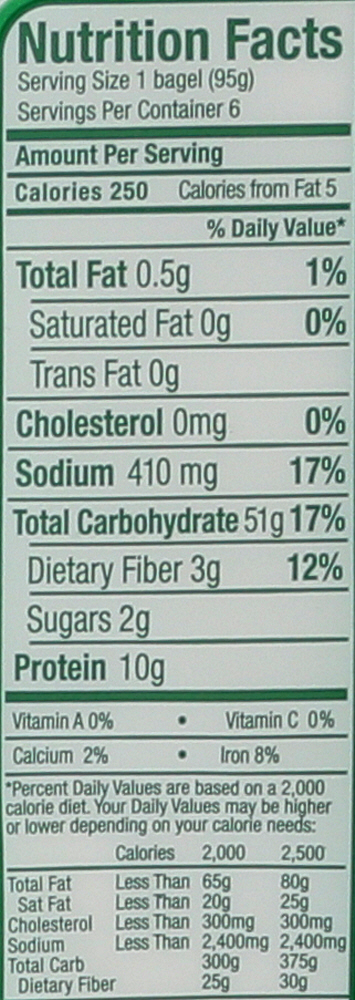 Nutrition Facts
Serving Size 1 bagel (95g)
Servings Per Container 6
Amount Per Serving
Calories 250 Calories from Fat 5
% Daily Value*
Total Fat 0.5g 1%
Saturated Fat 0g 0%
Trans Fat 0g
Cholesterol 0mg 0%
Sodium 410 mg 17%
Total Carbohydrate 51g 17%
Dietary Fiber 3g 12%
Sugars 2g
Protein 10g
Vitamin A 0% • Vitamin C 0%
Calcium 2% • Iron 8%
*Percent Daily Values are based on a 2,000
calorie diet. Your Daily Values may be higher
or lower depending on your calorie needs:
Calories 2,000 2,500
Total Fat Less Than 65g 80g
Sat Fat Less Than 20g 25g
Cholesterol Less Than 300mg 300mg
Sodium Less Than 2,400mg 2,400mg
Total Carb 300g 375g
Dietary Fiber 25g 30g